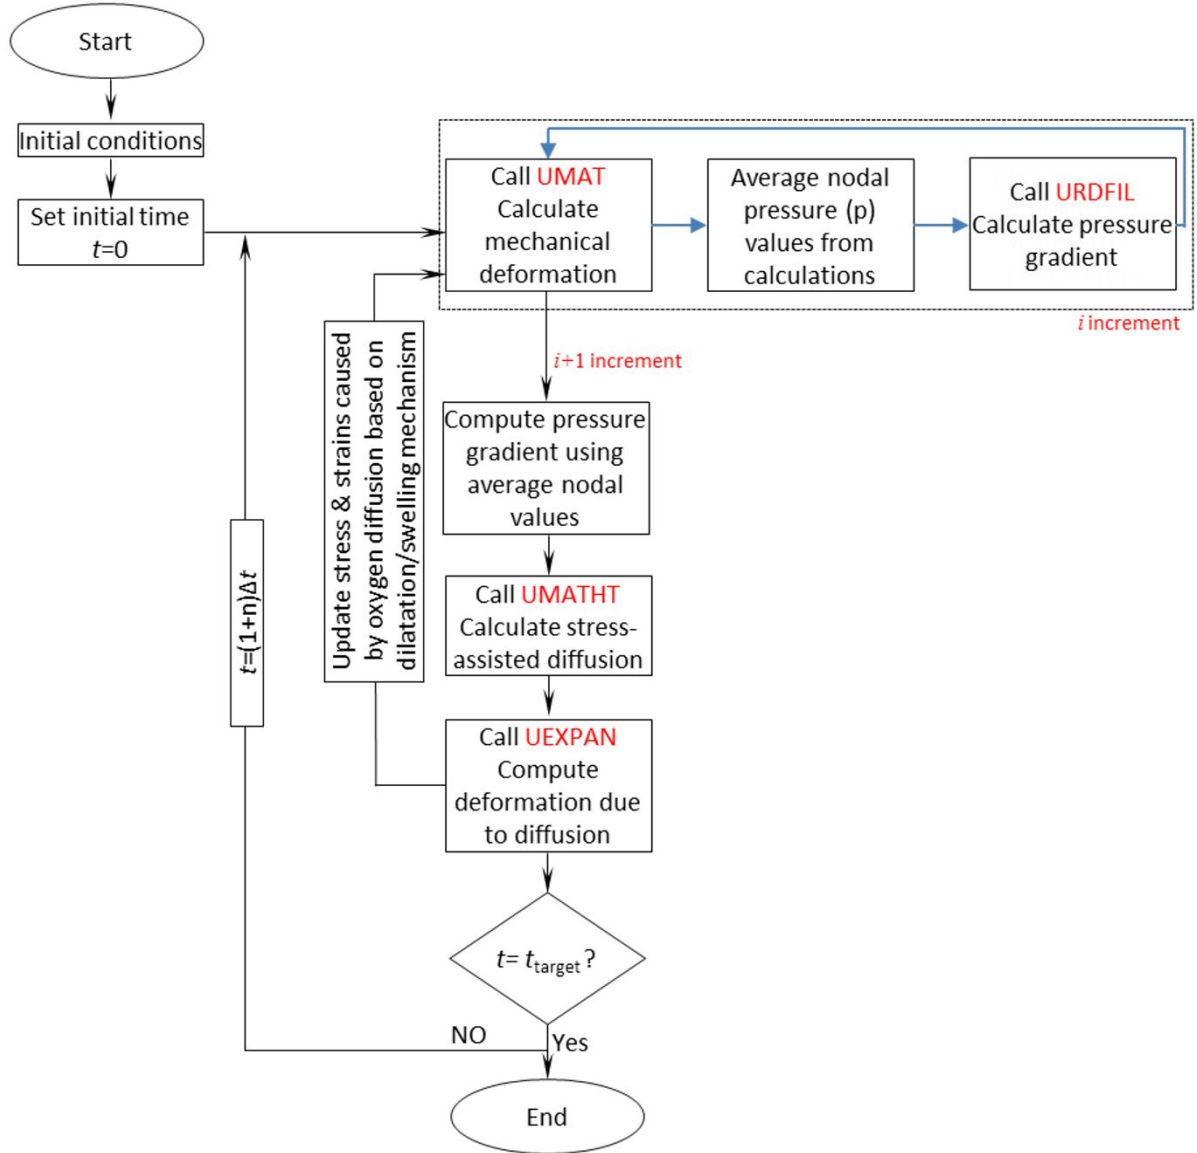 Start
Initial conditions
Set initial time
t=0
Call UMAT
Calculate
mechanical
deformation
Average nodal
pressure (p)
values from
calculations
Call URDFIL
Calculate pressure
gradient
i increment
i+1 increment
Compute pressure
gradient using
average nodal
values
Update stress & strains caused
by oxygen diffusion based on
dilatation/swelling mechanism
t=(1+n)Δt
Call UMATHT
Calculate stress-
assisted diffusion
Call UEXPAN
Compute
deformation due
to diffusion
t= ttarget ?
NO
Yes
End